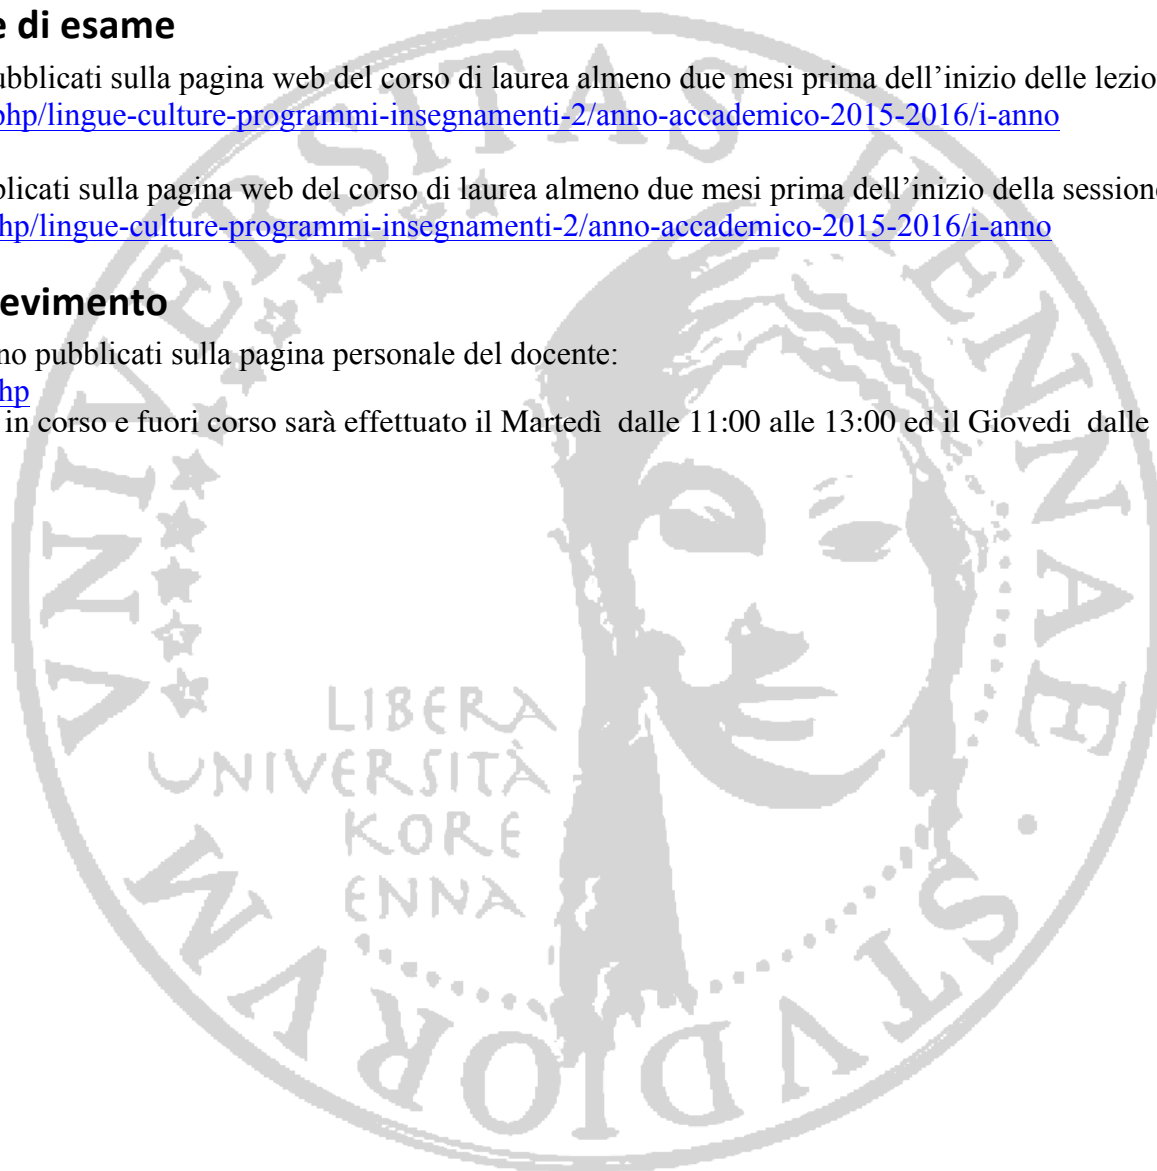 e di esame
ubblicati sulla pagina web del corso di laurea almeno due mesi prima dell’inizio delle lezio
php/lingue-culture-programmi-insegnamenti-2/anno-accademico-2015-2016/i-anno
blicati sulla pagina web del corso di laurea almeno due mesi prima dell’inizio della sessione
hp/lingue-culture-programmi-insegnamenti-2/anno-accademico-2015-2016/i-anno
evimento
no pubblicati sulla pagina personale del docente:
hp
in corso e fuori corso sarà effettuato il Martedì  dalle 11:00 alle 13:00 ed il Giovedi  dalle
VNIVERSITAS HENNAE · STVDIORVM
LIBERA
UNIVERSITÀ
KORE
ENNA